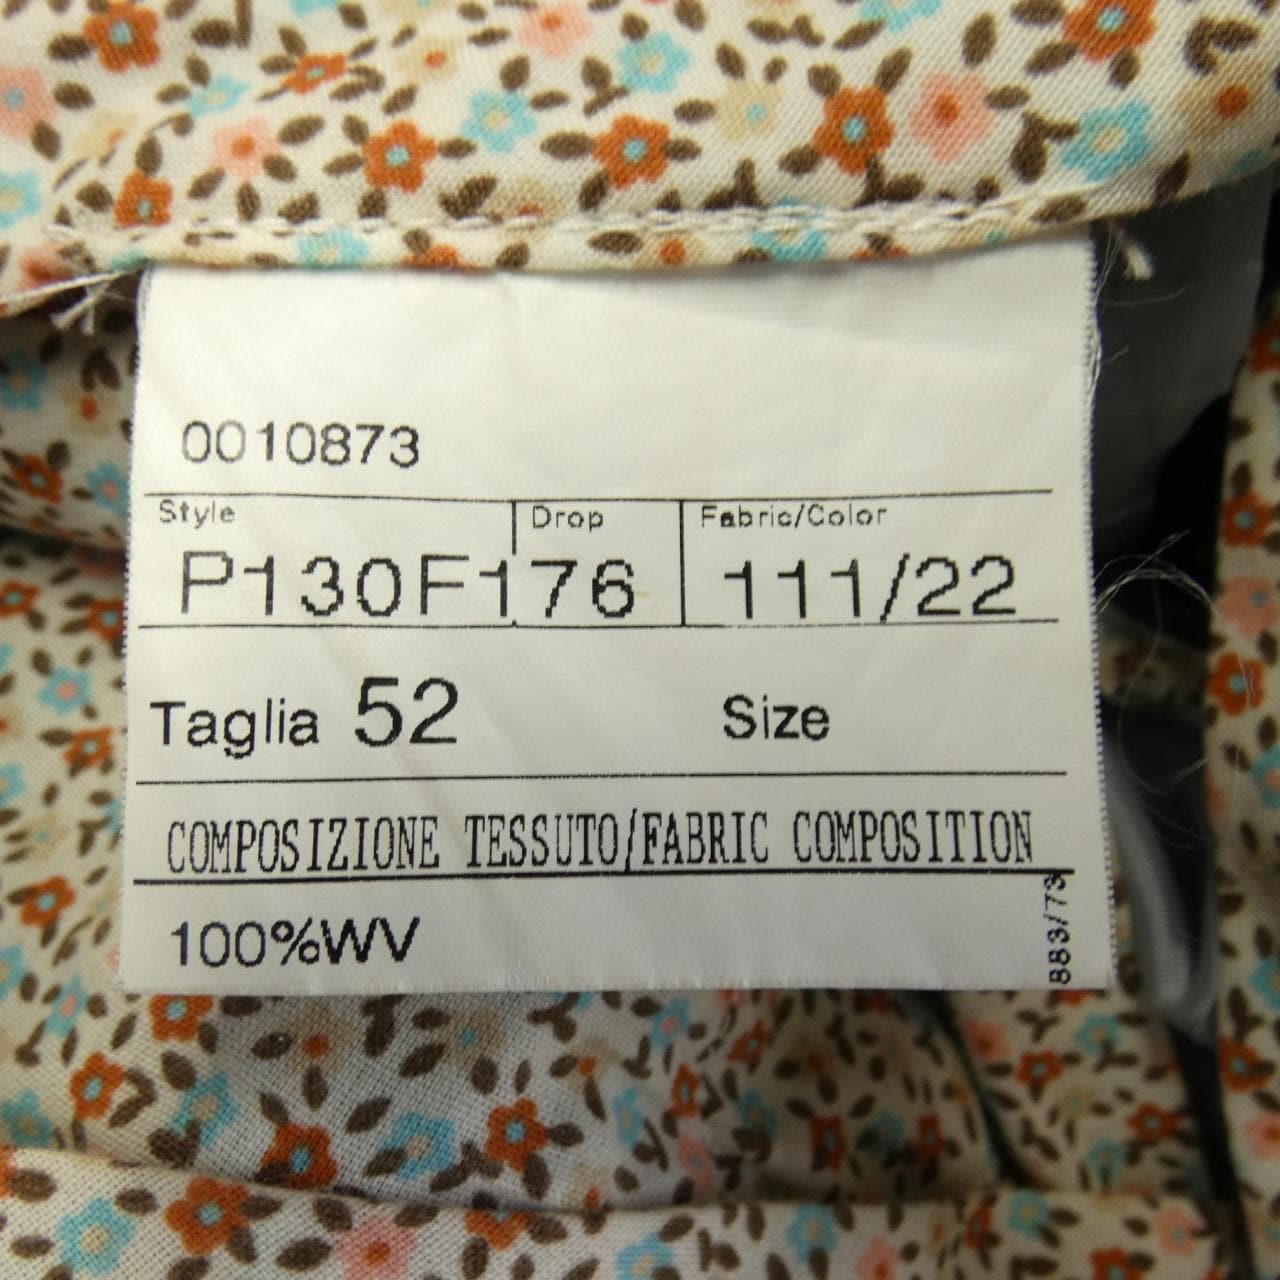 0010873
Style Drop Fabric/Color
P130F176 111/22
Taglia 52 Size
COMPOSIZIONE TESSUTO/FABRIC COMPOSITION
100%WV
883/73